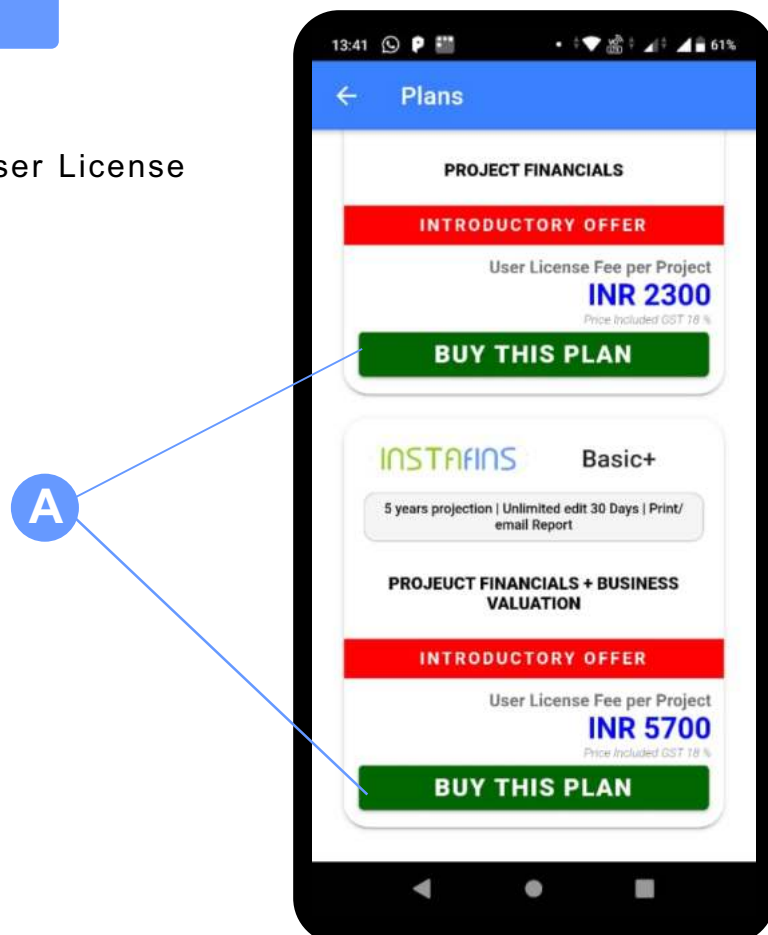 ser License
A
13:41
61%
Plans
PROJECT FINANCIALS
INTRODUCTORY OFFER
User License Fee per Project
INR 2300
Price Included GST 18 %
BUY THIS PLAN
INSTAFINS Basic+
5 years projection | Unlimited edit 30 Days | Print/
email Report
PROJEUCT FINANCIALS + BUSINESS
VALUATION
INTRODUCTORY OFFER
User License Fee per Project
INR 5700
Price Included GST 18 %
BUY THIS PLAN